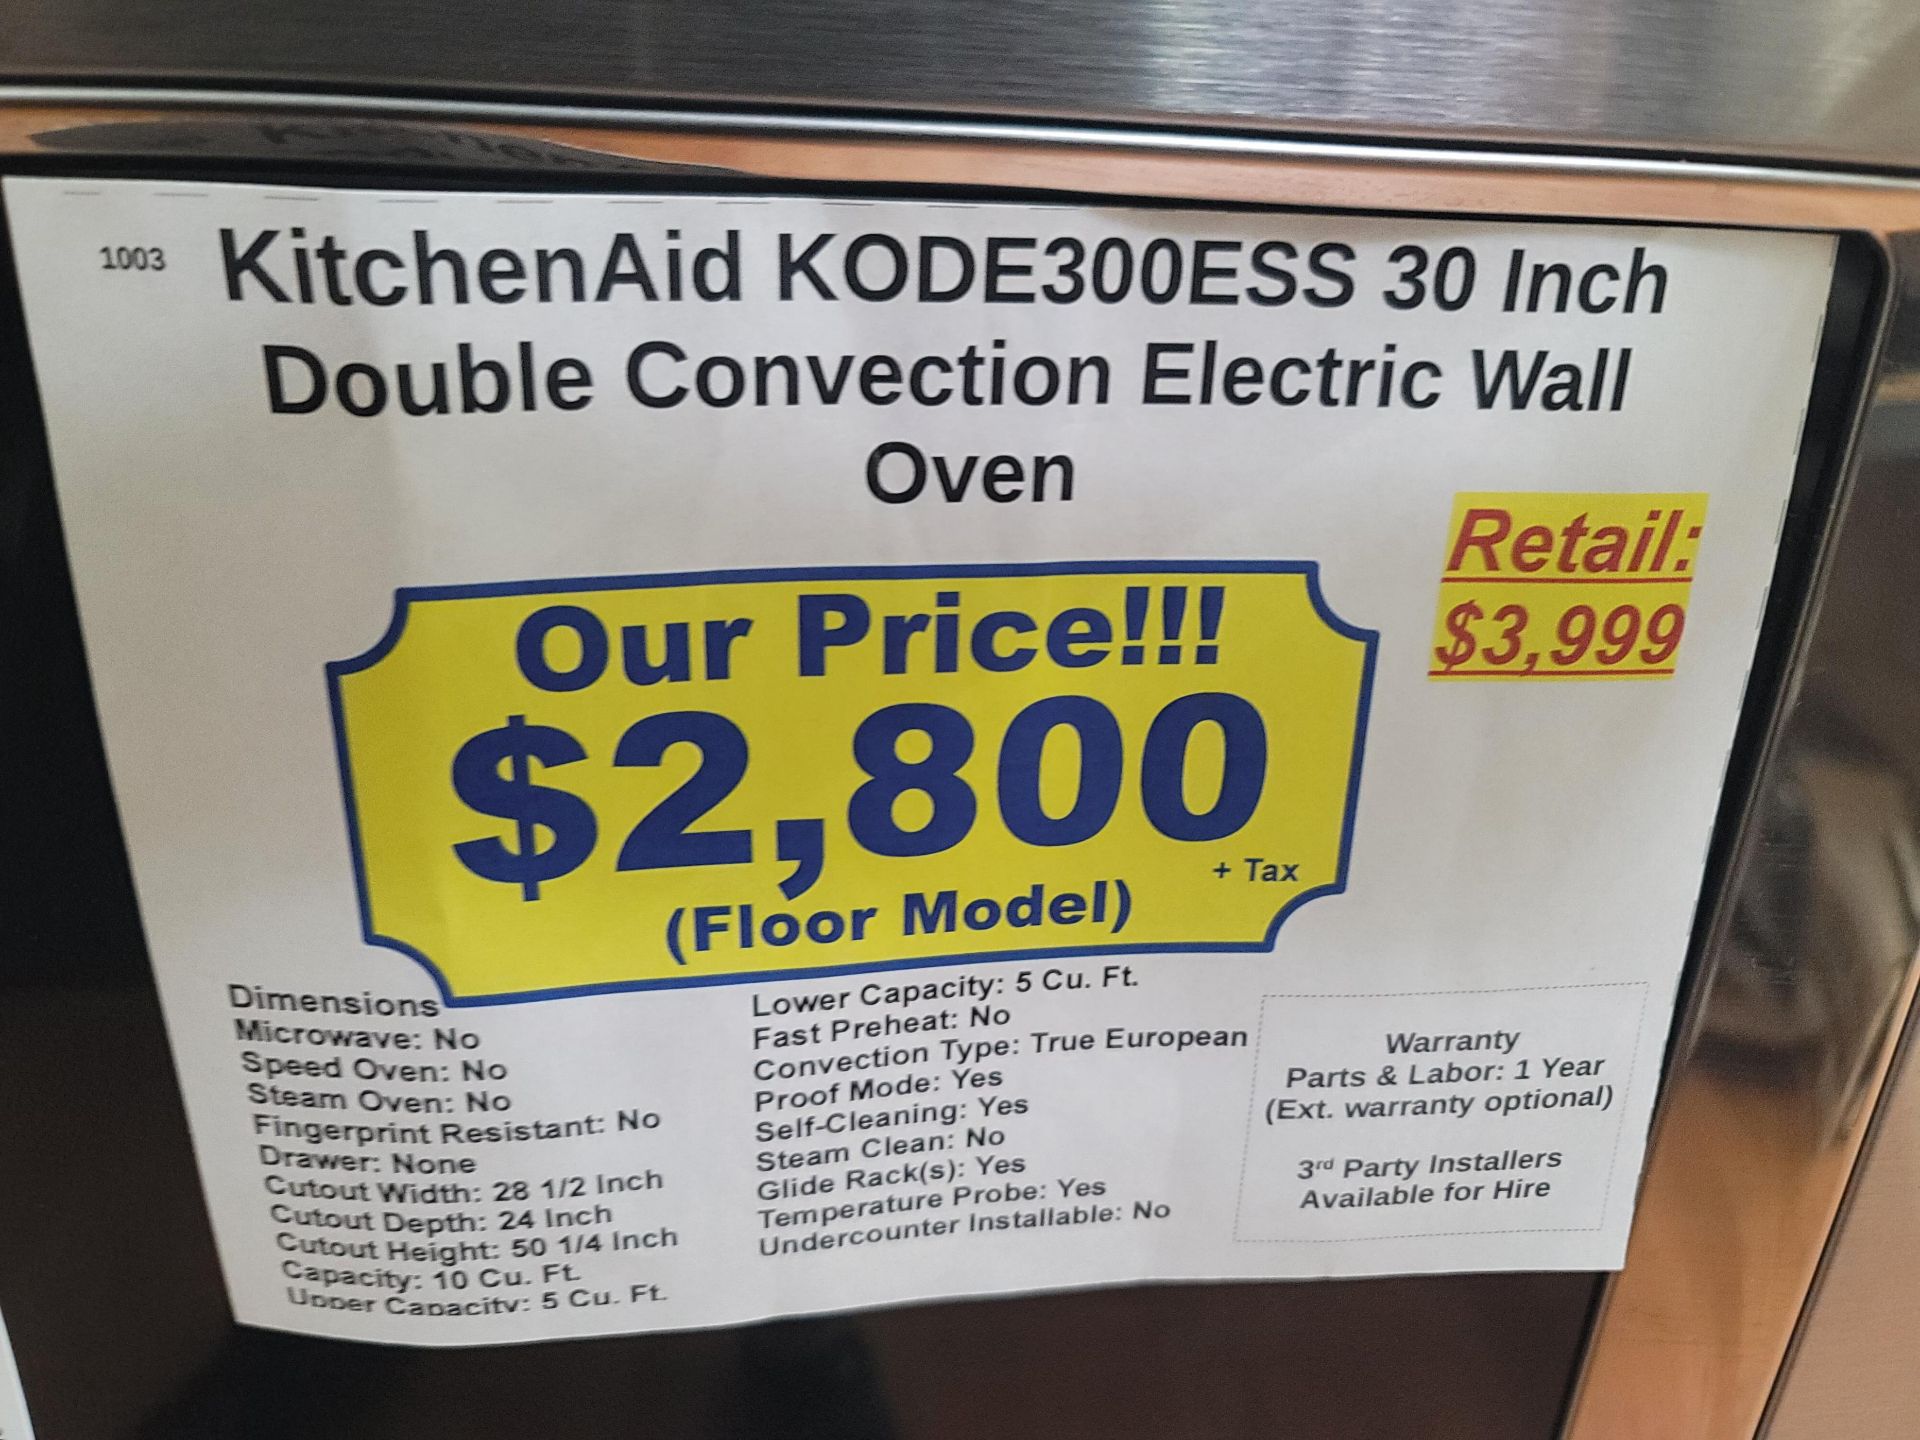 1003
KitchenAid KODE300ESS 30 Inch
Double Convection Electric Wall
Oven
Retail:
$3,999
Our Price!!!
$2,800
+ Tax
(Floor Model)
Dimensions
Microwave: No
Speed Oven: No
Steam Oven: No
Fingerprint Resistant: No
Drawer: None
Cutout Width: 28 1/2 Inch
Cutout Depth: 24 Inch
Cutout Height: 50 1/4 Inch
Capacity: 10 Cu. Ft.
Upper Capacity: 5 Cu. Ft.
Lower Capacity: 5 Cu. Ft.
Fast Preheat: No
Convection Type: True European
Proof Mode: Yes
Self-Cleaning: Yes
Steam Clean: No
Glide Rack(s): Yes
Temperature Probe: Yes
Undercounter Installable: No
Warranty
Parts & Labor: 1 Year
(Ext. warranty optional)
3rd Party Installers
Available for Hire